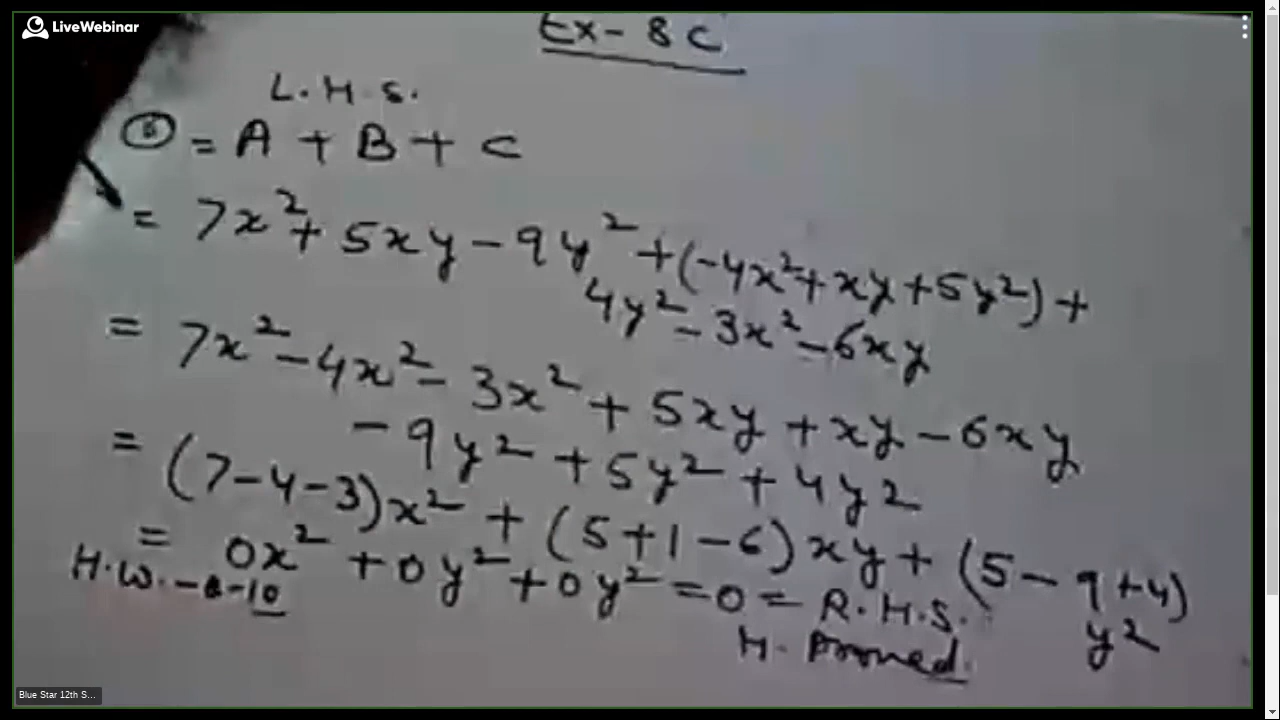 LiveWebinar
Ex-8C
L.H.S.
⑥ = A + B + C
= 7x² + 5xy - 9y² + (-4x² + xy + 5y²) +
4y² - 3x² - 6xy
= 7x² - 4x² - 3x² + 5xy + xy - 6xy
- 9y² + 5y² + 4y²
= (7-4-3)x² + (5+1-6)xy + (5-9+4)
y²
= 0x² + 0y² + 0y² = 0 = R.H.S.
H. Proved.
H.W. - Q-10
Blue Star 12th S...